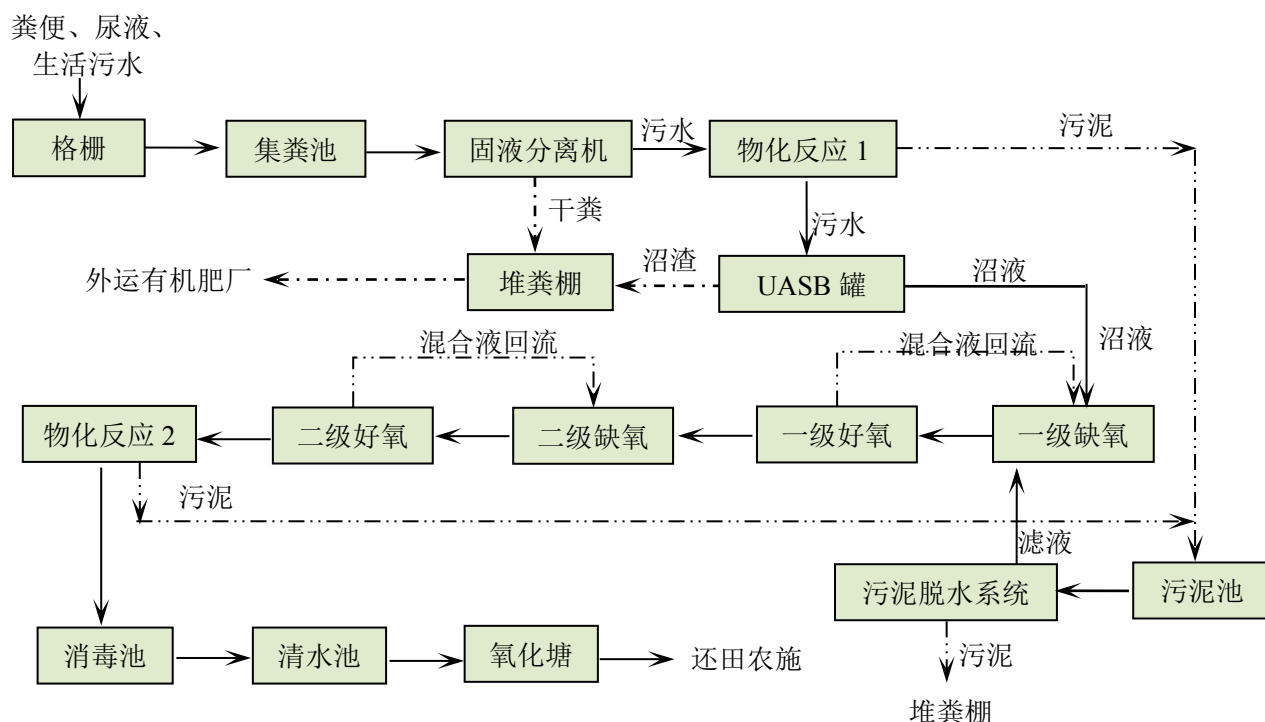 粪便、尿液、
生活污水
格栅
集粪池
固液分离机
污水
物化反应 1
污泥
干粪
污水
外运有机肥厂
堆粪棚
沼渣
UASB 罐
沼液
沼液
混合液回流
混合液回流
物化反应 2
二级好氧
二级缺氧
一级好氧
一级缺氧
污泥
滤液
污泥脱水系统
污泥池
消毒池
清水池
氧化塘
还田农施
污泥
堆粪棚